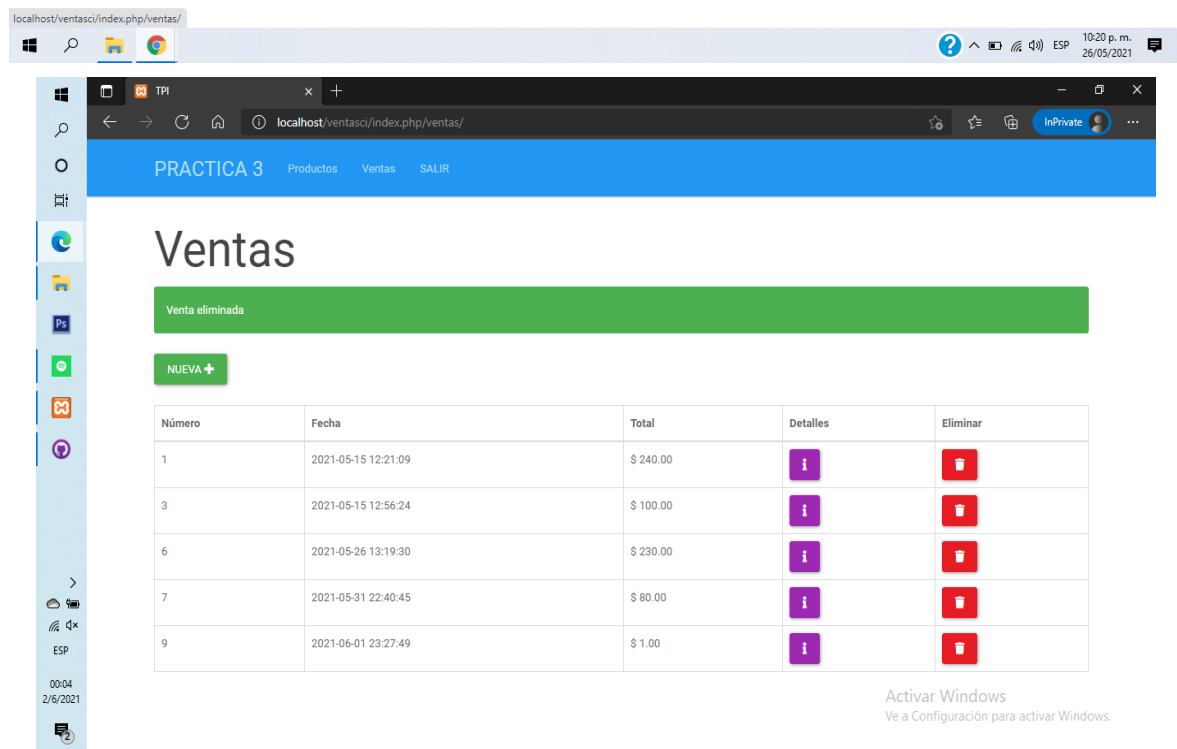 localhost/ventasci/index.php/ventas/
ESP
10:20 p. m.
26/05/2021
TPI
localhost/ventasci/index.php/ventas/
InPrivate
PRACTICA 3 Productos Ventas SALIR
Ventas
Venta eliminada
NUEVA
Número Fecha Total Detalles Eliminar
1 2021-05-15 12:21:09 $ 240.00
3 2021-05-15 12:56:24 $ 100.00
6 2021-05-26 13:19:30 $ 230.00
7 2021-05-31 22:40:45 $ 80.00
9 2021-06-01 23:27:49 $ 1.00
Ps
ESP
00:04
2/6/2021
2
Activar Windows
Ve a Configuración para activar Windows.